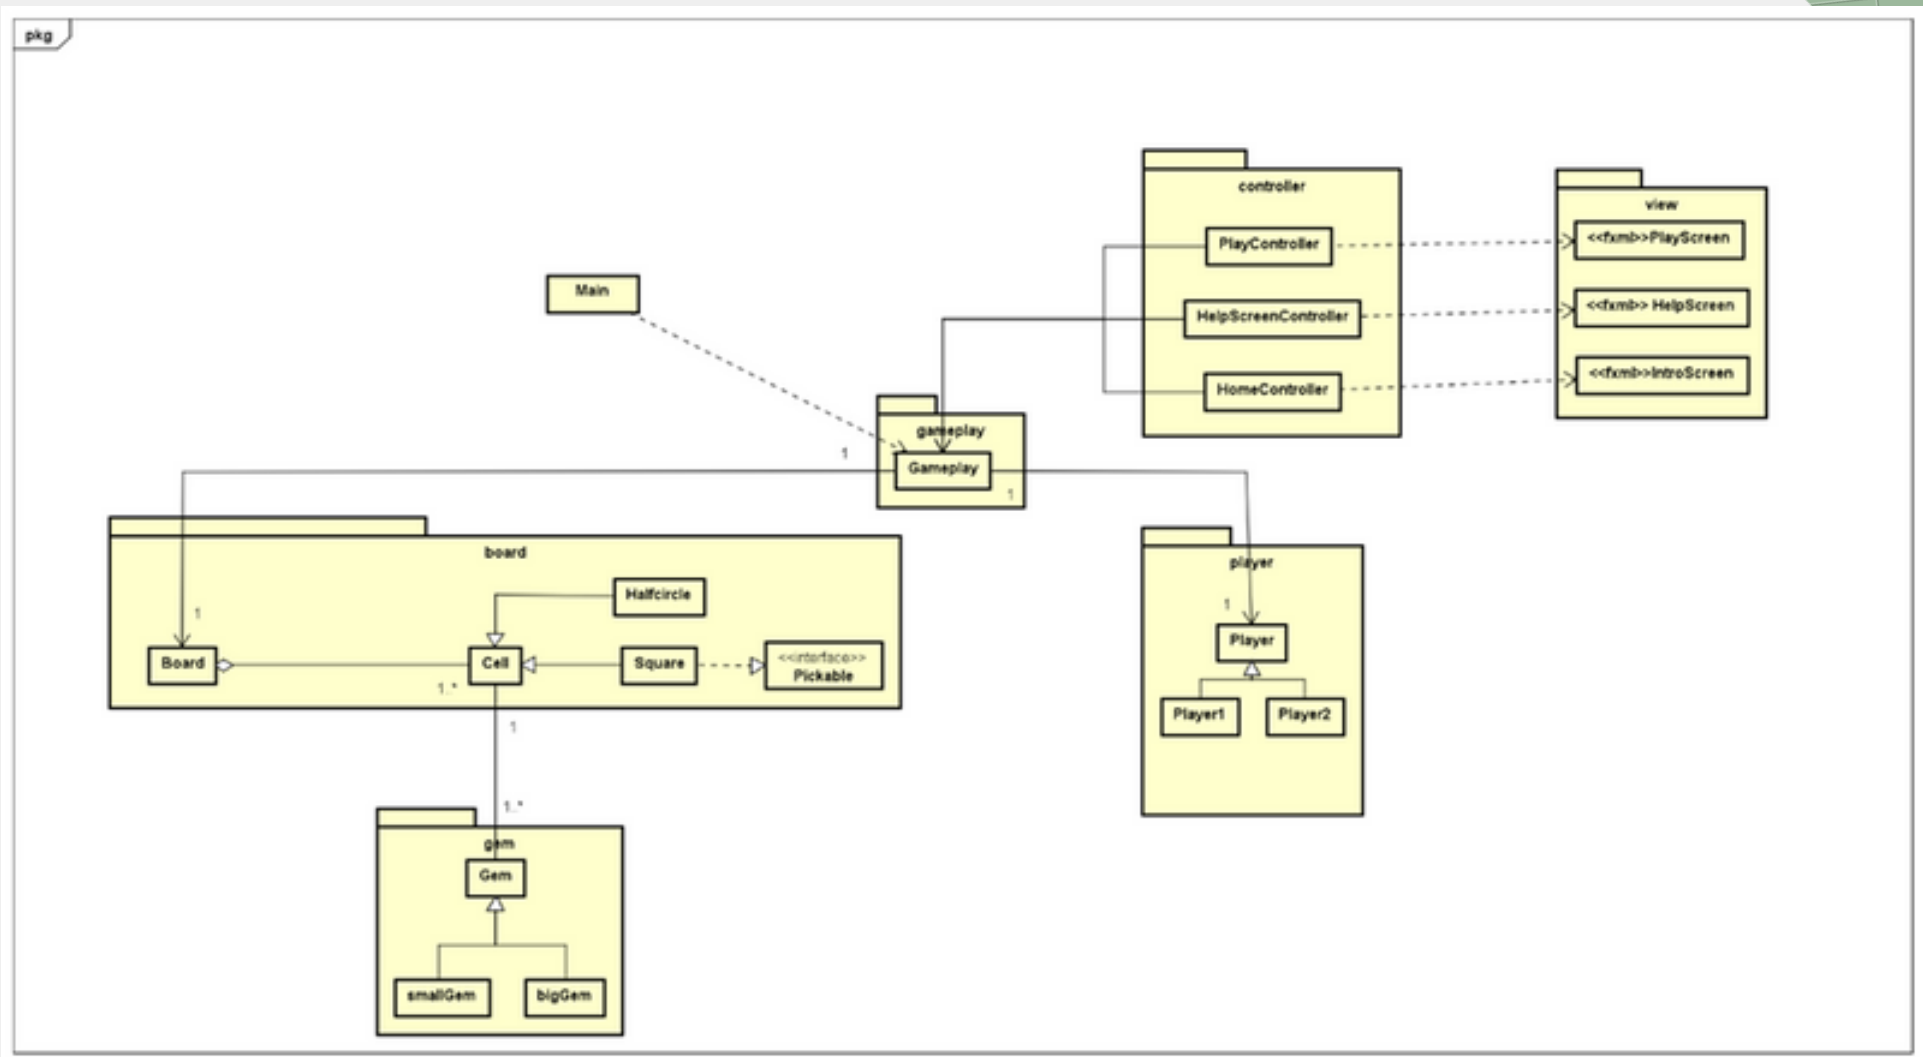 pkg
controller
PlayController
HelpScreenController
HomeController
view
<<fxml>>PlayScreen
<<fxml>> HelpScreen
<<fxml>>IntroScreen
Main
gameplay
Gameplay
1
1
board
Halfcircle
1
Board
Cell
Square
<<interface>>
Pickable
1..*
1
1..*
player
1
Player
Player1
Player2
gem
Gem
smallGem
bigGem